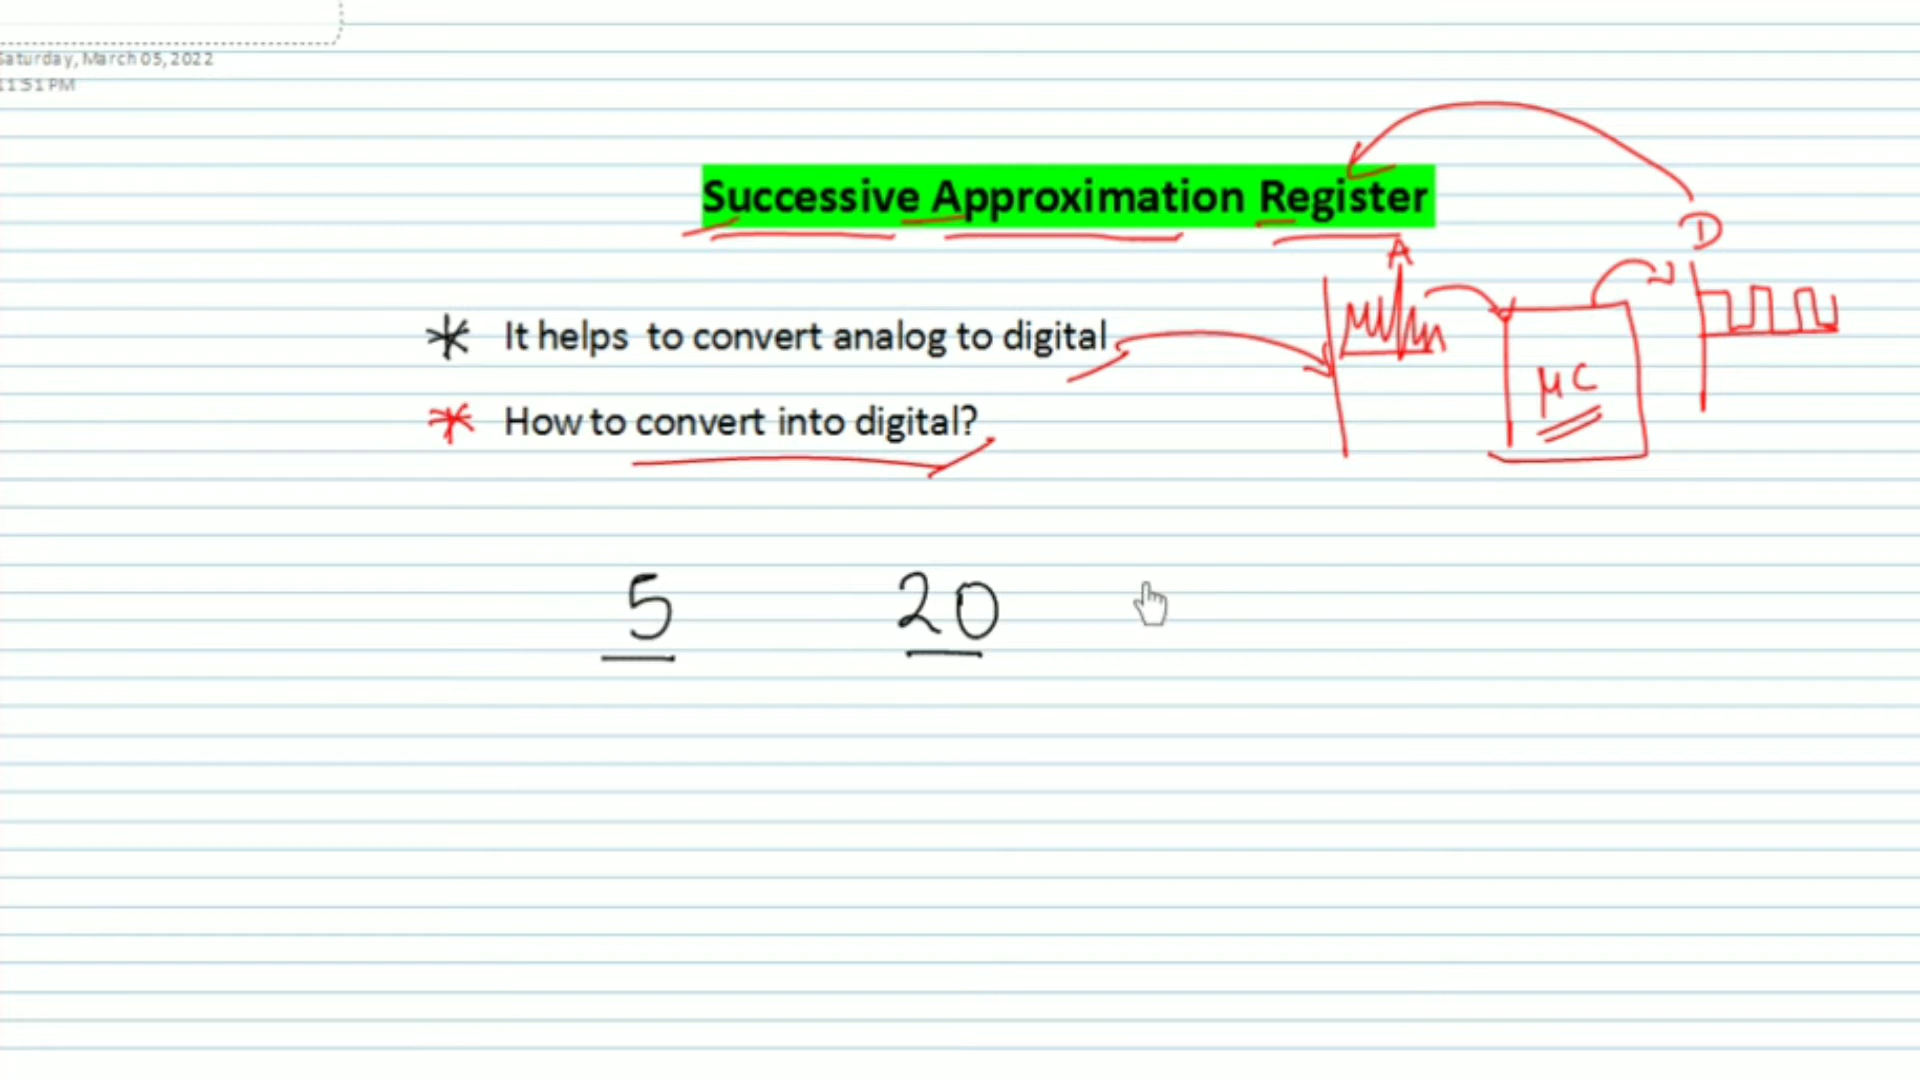 Saturday, March 05, 2022
11:51 PM
Successive Approximation Register
D
A
It helps to convert analog to digital
μC
How to convert into digital?
5 20